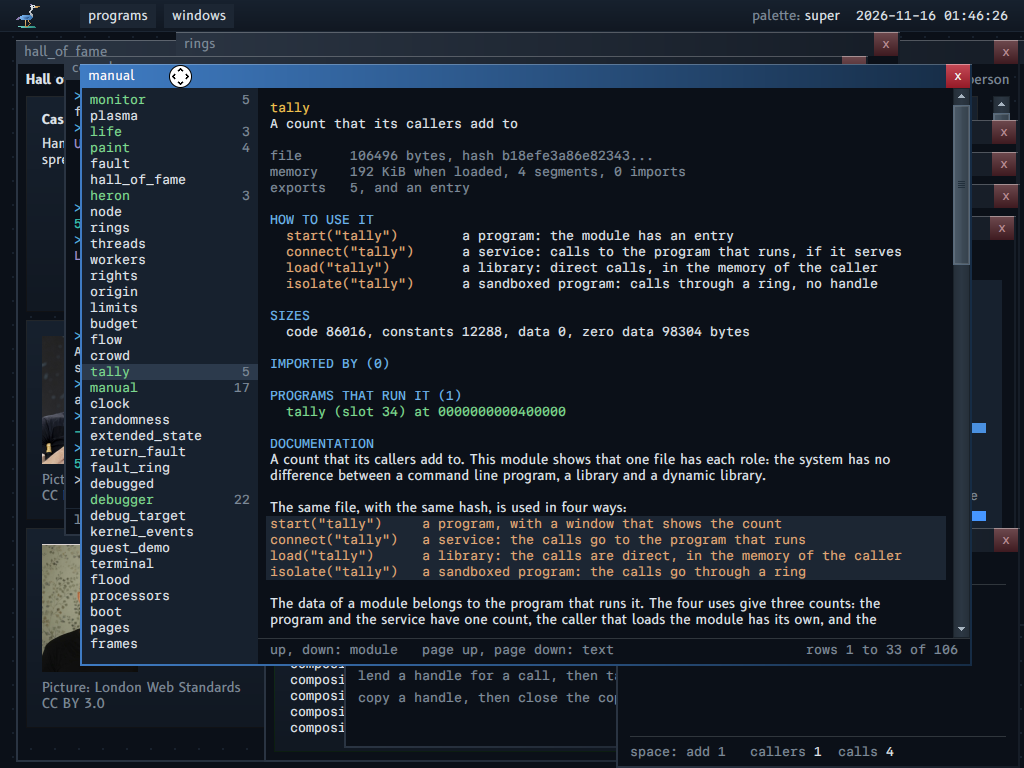 programs windows palette: super 2026-11-16 01:46:26
rings x
hall_of_fame x
manual x
Hall o
Cas
Han
spre
monitor 5
plasma
life 3
paint 4
fault
hall_of_fame
heron 3
node
rings
threads
workers
rights
origin
limits
budget
flow
crowd
tally 5
manual 17
clock
randomness
extended_state
return_fault
fault_ring
debugged
debugger 22
debug_target
kernel_events
guest_demo
terminal
flood
processors
boot
pages
frames
tally
A count that its callers add to
file 106496 bytes, hash b18efe3a86e82343...
memory 192 KiB when loaded, 4 segments, 0 imports
exports 5, and an entry
HOW TO USE IT
start("tally") a program: the module has an entry
connect("tally") a service: calls to the program that runs, if it serves
load("tally") a library: direct calls, in the memory of the caller
isolate("tally") a sandboxed program: calls through a ring, no handle
SIZES
code 86016, constants 12288, data 0, zero data 98304 bytes
IMPORTED BY (0)
PROGRAMS THAT RUN IT (1)
tally (slot 34) at 0000000000400000
DOCUMENTATION
A count that its callers add to. This module shows that one file has each role: the system has no
difference between a command line program, a library and a dynamic library.
The same file, with the same hash, is used in four ways:
start("tally") a program, with a window that shows the count
connect("tally") a service: the calls go to the program that runs
load("tally") a library: the calls are direct, in the memory of the caller
isolate("tally") a sandboxed program: the calls go through a ring
The data of a module belongs to the program that runs it. The four uses give three counts: the
program and the service have one count, the caller that loads the module has its own, and the
up, down: module page up, page down: text rows 1 to 33 of 106
person
x
x
x
x
x
Pict
CC
Picture: London Web Standards
CC BY 3.0
composi
composi
composi
composi
lend a handle for a call, then t
copy a handle, then close the co
space: add 1 callers 1 calls 4